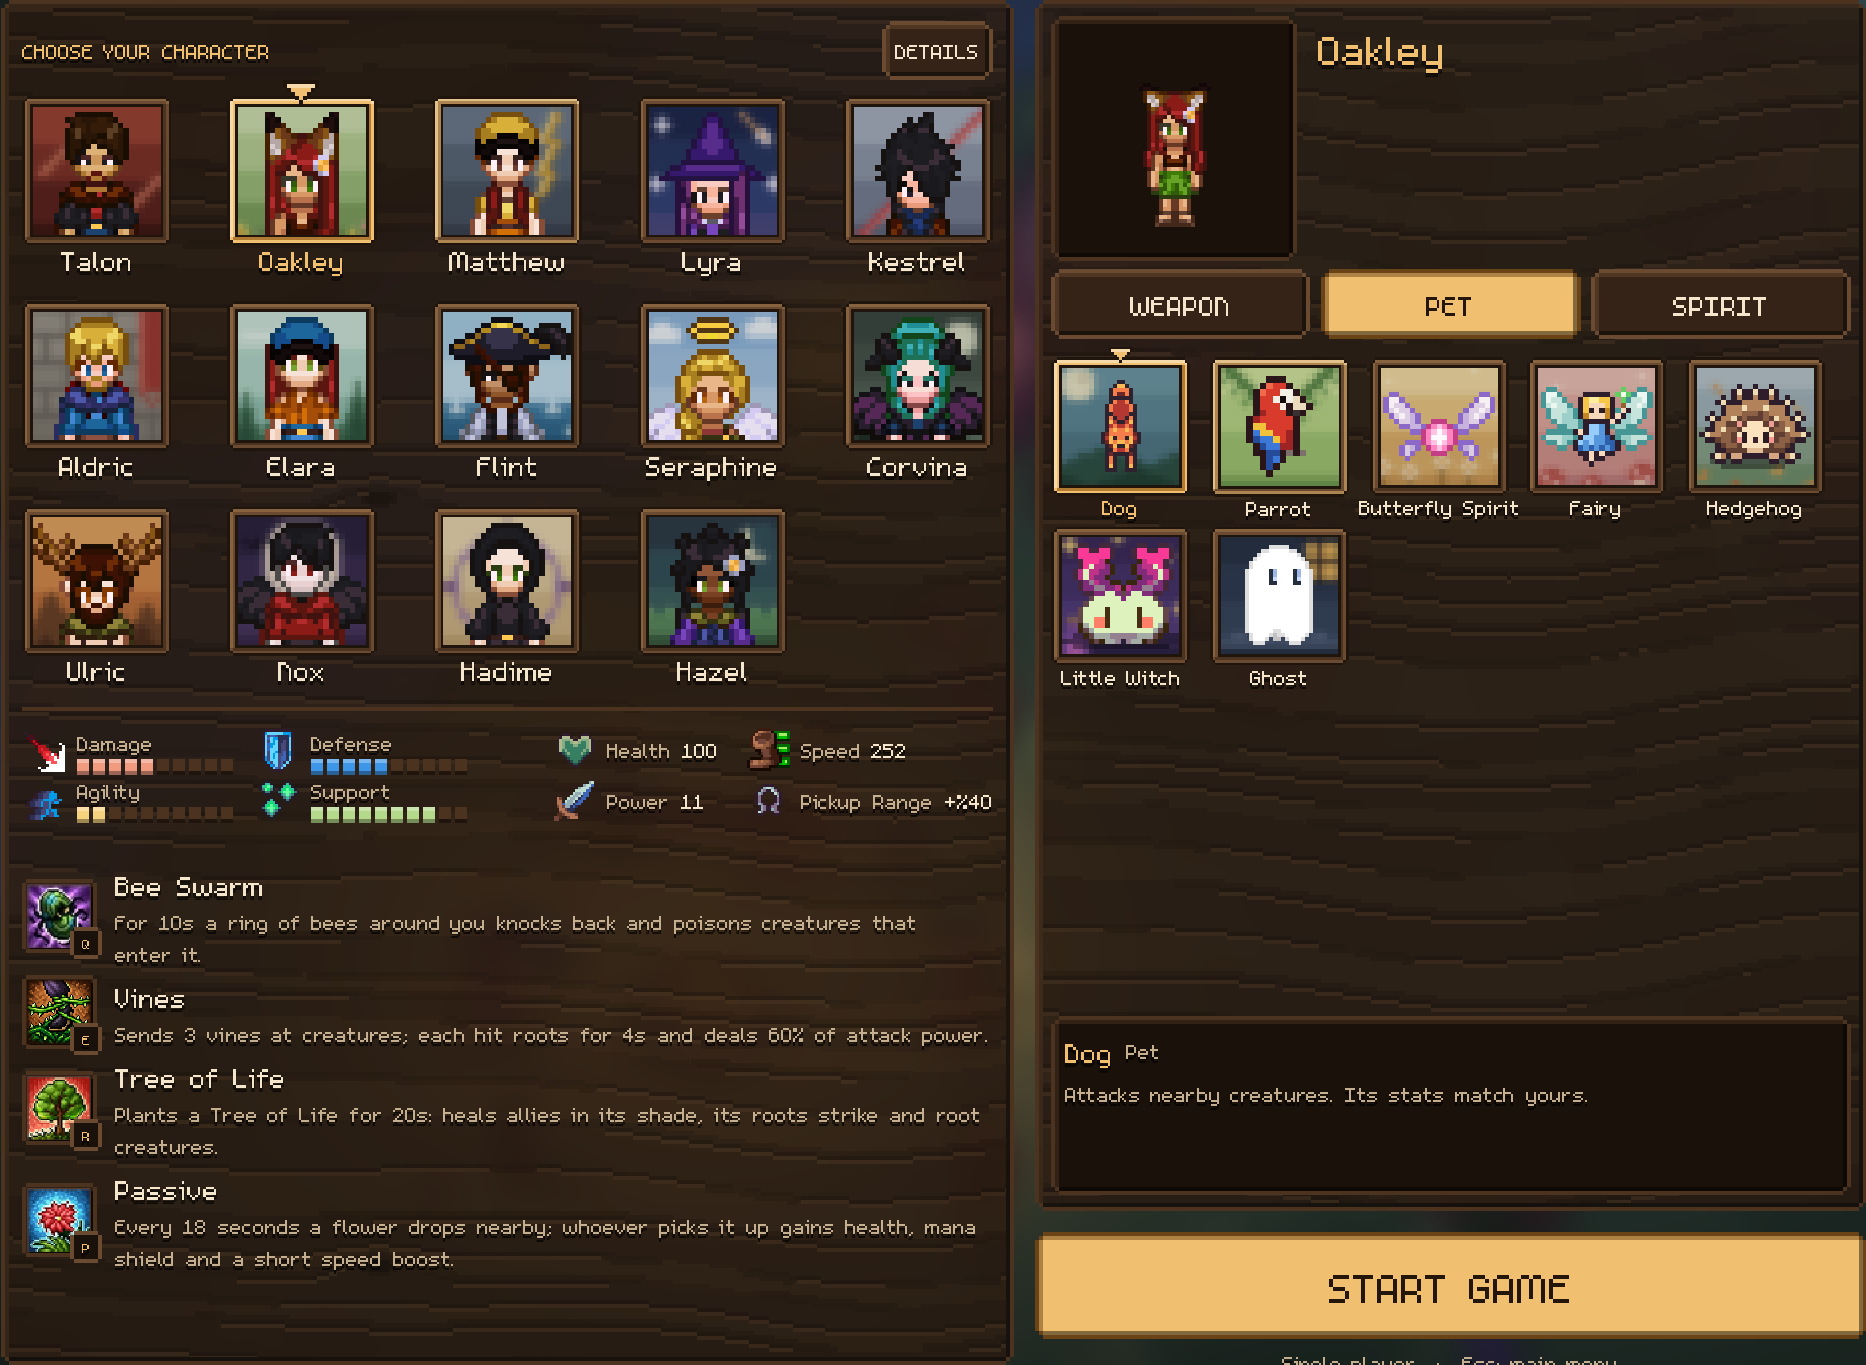 CHOOSE YOUR CHARACTER
DETAILS
Talon
Oakley
Matthew
Lyra
Kestrel
Aldric
Elara
Flint
Seraphine
Corvina
Ulric
Nox
Hadime
Hazel
Damage
Defense
Health 100
Speed 252
Agility
Support
Power 11
Pickup Range +%40
Bee Swarm
For 10s a ring of bees around you knocks back and poisons creatures that
enter it.
Q
Vines
Sends 3 vines at creatures; each hit roots for 4s and deals 60% of attack power.
E
Tree of Life
Plants a Tree of Life for 20s: heals allies in its shade, its roots strike and root
creatures.
R
Passive
Every 18 seconds a flower drops nearby; whoever picks it up gains health, mana
shield and a short speed boost.
P
Oakley
WEAPON
PET
SPIRIT
Dog
Parrot
Butterfly Spirit
Fairy
Hedgehog
Little Witch
Ghost
Dog Pet
Attacks nearby creatures. Its stats match yours.
START GAME
Single player · Esc: main menu